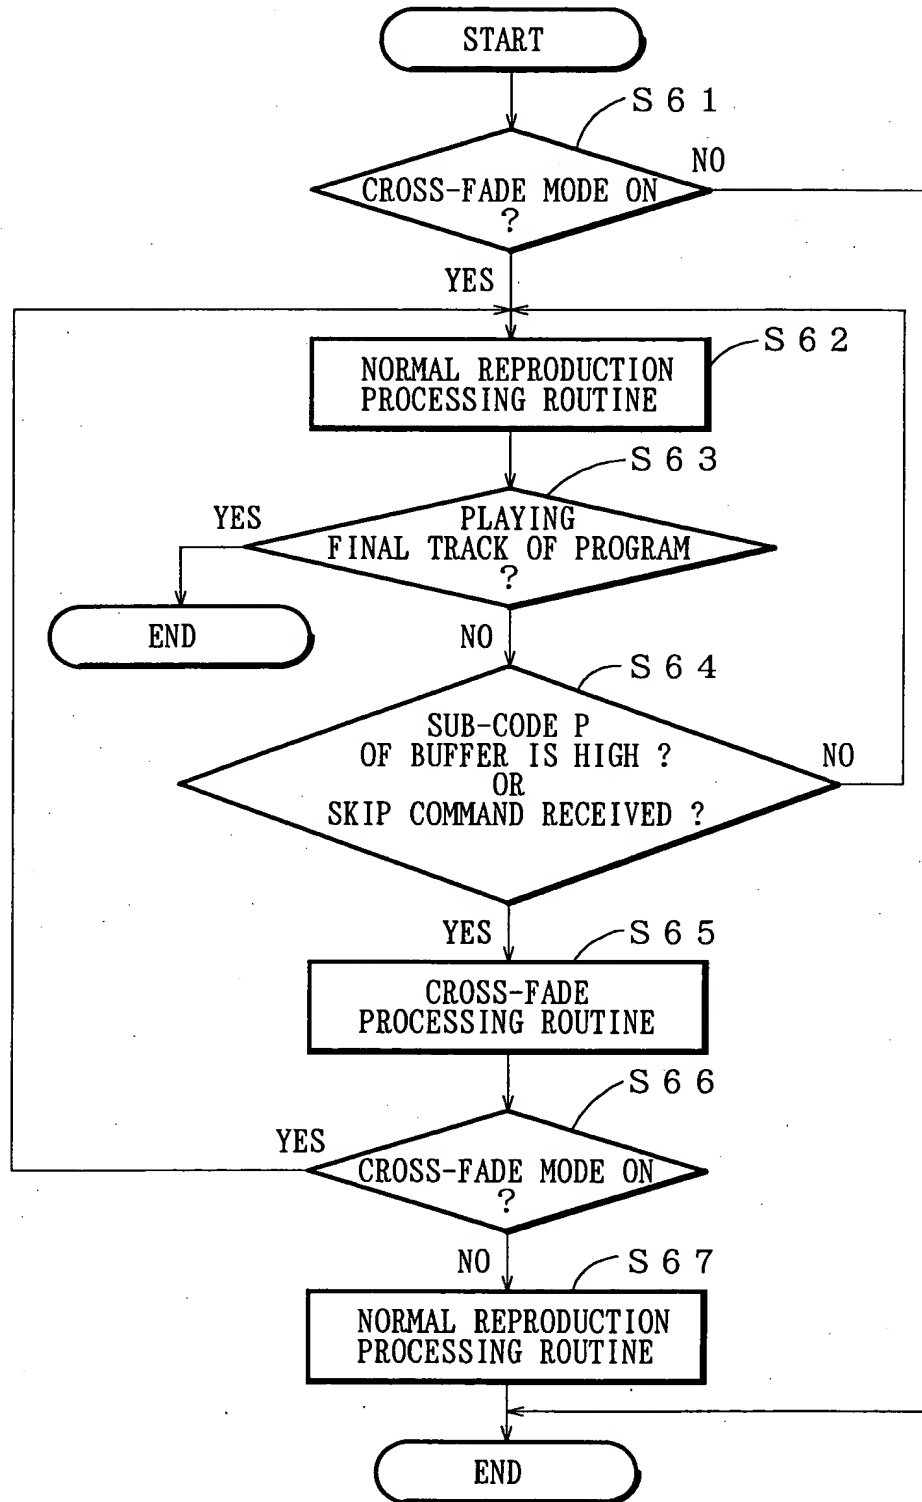 START
S61
CROSS-FADE MODE ON
?
NO
YES
S62
NORMAL REPRODUCTION
PROCESSING ROUTINE
S63
YES
PLAYING
FINAL TRACK OF PROGRAM
?
END
NO
S64
SUB-CODE P
OF BUFFER IS HIGH ?
OR
SKIP COMMAND RECEIVED ?
NO
YES
S65
CROSS-FADE
PROCESSING ROUTINE
S66
YES
CROSS-FADE MODE ON
?
NO
S67
NORMAL REPRODUCTION
PROCESSING ROUTINE
END